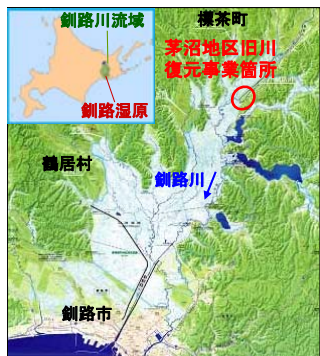 釧路川流域
標茶町
茅沼地区旧川
復元事業箇所
釧路湿原
鶴居村
釧路川
釧路市